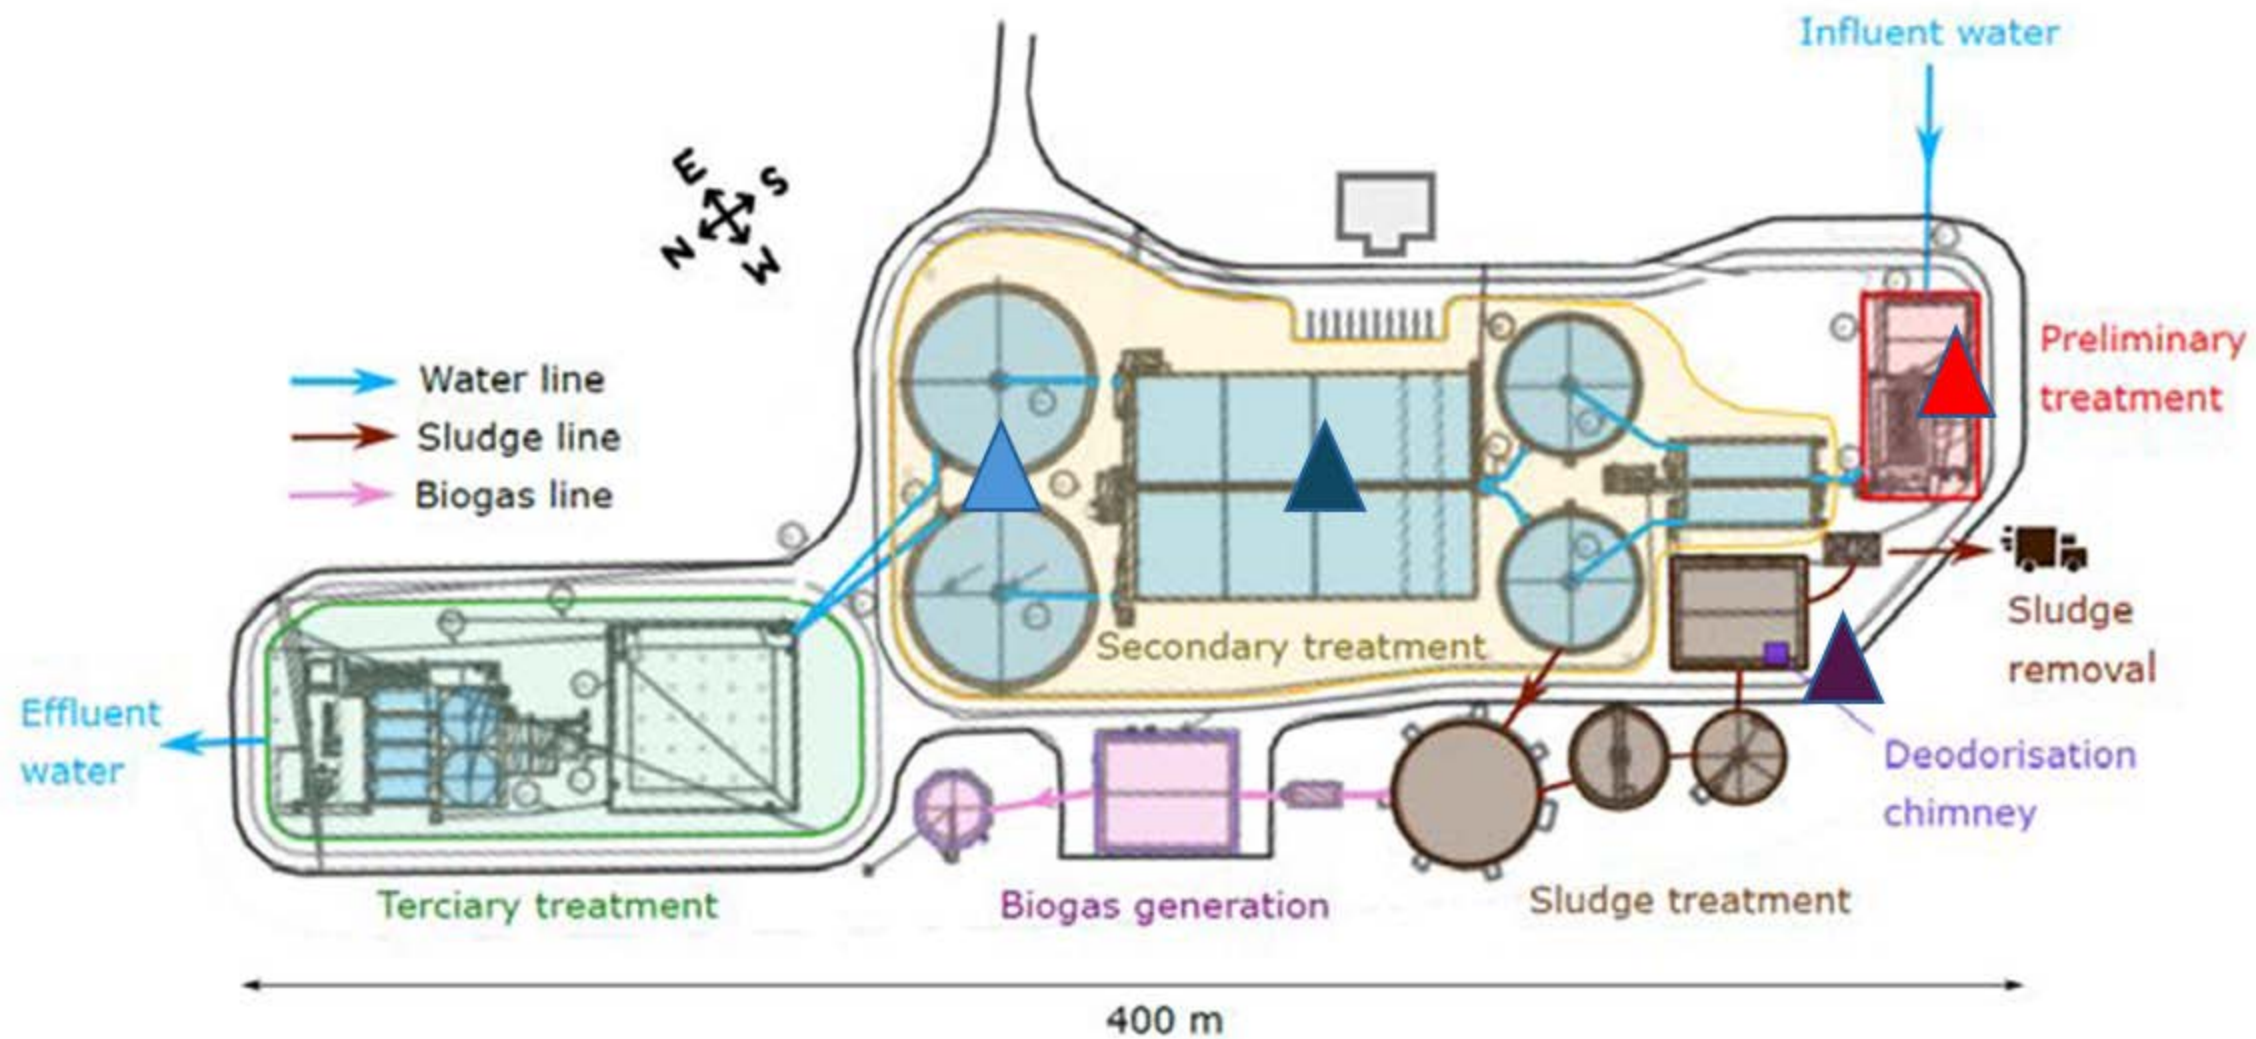 Influent water
E
S
N
W
Preliminary
treatment
Water line
Sludge line
Biogas line
Secondary treatment
Sludge
removal
Effluent
water
Deodorisation
chimney
Terciary treatment
Biogas generation
Sludge treatment
400 m